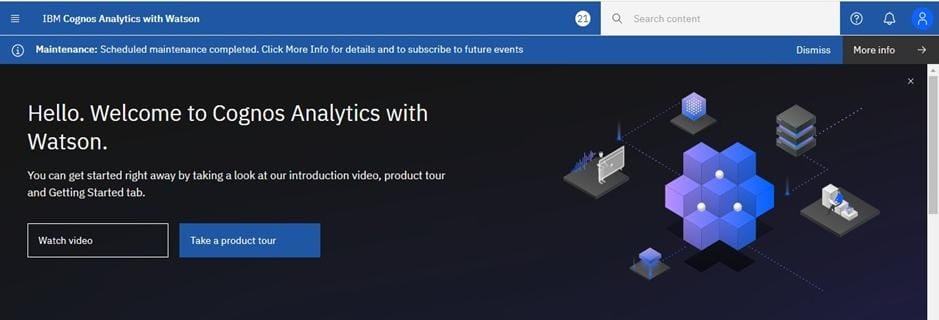 IBM Cognos Analytics with Watson
21
Search content
Maintenance: Scheduled maintenance completed. Click More Info for details and to subscribe to future events
Dismiss
More info
Hello. Welcome to Cognos Analytics with
Watson.
You can get started right away by taking a look at our introduction video, product tour
and Getting Started tab.
Watch video
Take a product tour